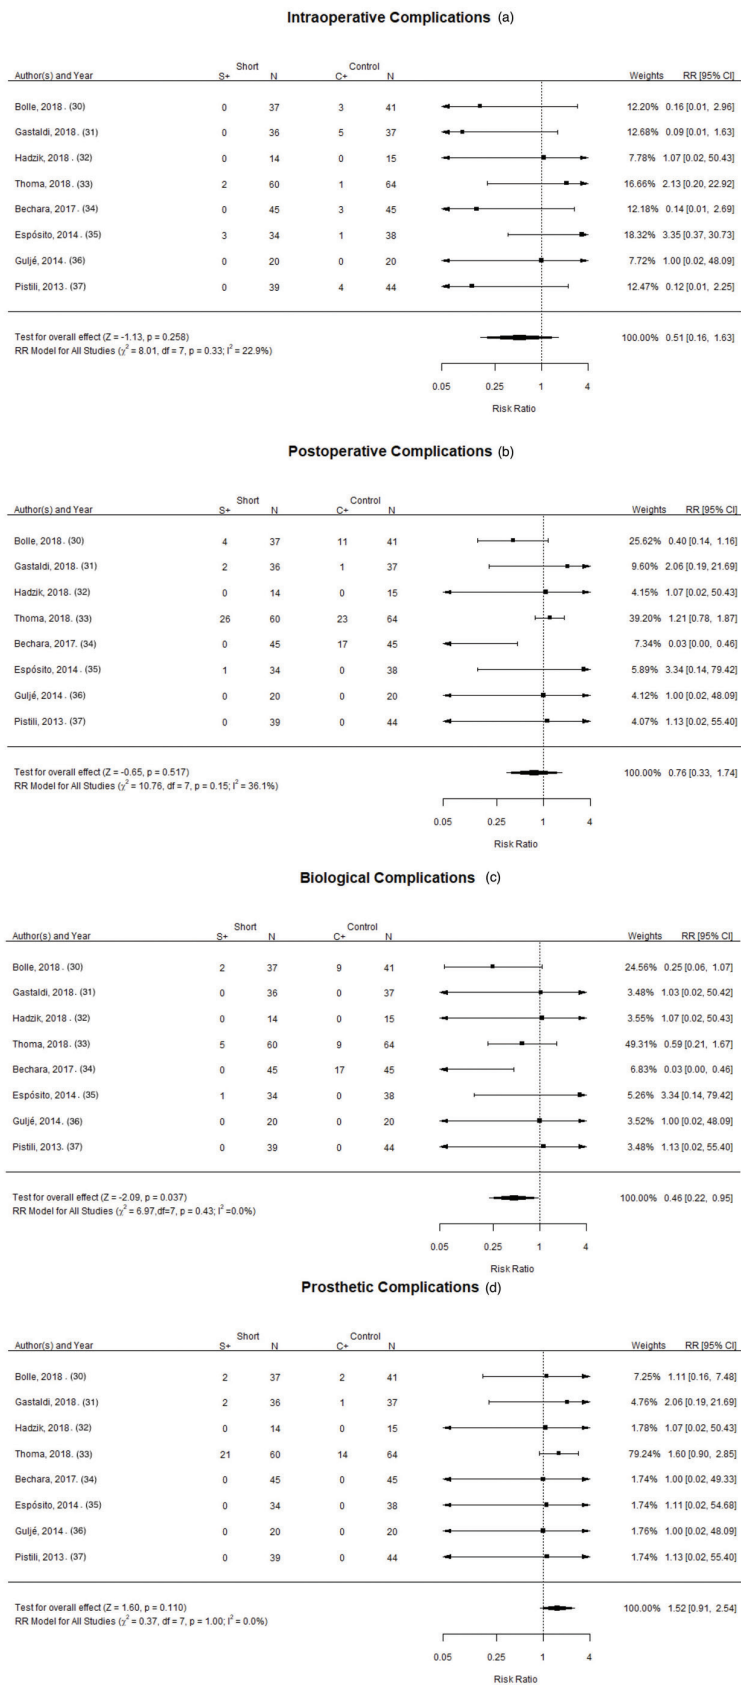 Intraoperative Complications (a)
Short Control
Author(s) and Year S+ N C+ N Weights RR [95% CI]
Bolle, 2018. (30) 0 37 3 41 12.20% 0.16 [0.01, 2.96]
Gastaldi, 2018. (31) 0 36 5 37 12.68% 0.09 [0.01, 1.63]
Hadzik, 2018. (32) 0 14 0 15 7.78% 1.07 [0.02, 50.43]
Thoma, 2018. (33) 2 60 1 64 16.66% 2.13 [0.20, 22.92]
Bechara, 2017. (34) 0 45 3 45 12.18% 0.14 [0.01, 2.69]
Espósito, 2014. (35) 3 34 1 38 18.32% 3.35 [0.37, 30.73]
Guljé, 2014. (36) 0 20 0 20 7.72% 1.00 [0.02, 48.09]
Pistili, 2013. (37) 0 39 4 44 12.47% 0.12 [0.01, 2.25]
Test for overall effect (Z = -1.13, p = 0.258) 100.00% 0.51 [0.16, 1.63]
RR Model for All Studies (χ² = 8.01, df = 7, p = 0.33; I² = 22.9%)
0.05 0.25 1 4
Risk Ratio
Postoperative Complications (b)
Short Control
Author(s) and Year S+ N C+ N Weights RR [95% CI]
Bolle, 2018. (30) 4 37 11 41 25.62% 0.40 [0.14, 1.16]
Gastaldi, 2018. (31) 2 36 1 37 9.60% 2.06 [0.19, 21.69]
Hadzik, 2018. (32) 0 14 0 15 4.15% 1.07 [0.02, 50.43]
Thoma, 2018. (33) 26 60 23 64 39.20% 1.21 [0.78, 1.87]
Bechara, 2017. (34) 0 45 17 45 7.34% 0.03 [0.00, 0.46]
Espósito, 2014. (35) 1 34 0 38 5.89% 3.34 [0.14, 79.42]
Guljé, 2014. (36) 0 20 0 20 4.12% 1.00 [0.02, 48.09]
Pistili, 2013. (37) 0 39 0 44 4.07% 1.13 [0.02, 55.40]
Test for overall effect (Z = -0.65, p = 0.517) 100.00% 0.76 [0.33, 1.74]
RR Model for All Studies (χ² = 10.76, df = 7, p = 0.15; I² = 36.1%)
0.05 0.25 1 4
Risk Ratio
Biological Complications (c)
Short Control
Author(s) and Year S+ N C+ N Weights RR [95% CI]
Bolle, 2018. (30) 2 37 9 41 24.56% 0.25 [0.06, 1.07]
Gastaldi, 2018. (31) 0 36 0 37 3.48% 1.03 [0.02, 50.42]
Hadzik, 2018. (32) 0 14 0 15 3.55% 1.07 [0.02, 50.43]
Thoma, 2018. (33) 5 60 9 64 49.31% 0.59 [0.21, 1.67]
Bechara, 2017. (34) 0 45 17 45 6.83% 0.03 [0.00, 0.46]
Espósito, 2014. (35) 1 34 0 38 5.26% 3.34 [0.14, 79.42]
Guljé, 2014. (36) 0 20 0 20 3.52% 1.00 [0.02, 48.09]
Pistili, 2013. (37) 0 39 0 44 3.48% 1.13 [0.02, 55.40]
Test for overall effect (Z = -2.09, p = 0.037) 100.00% 0.46 [0.22, 0.95]
RR Model for All Studies (χ² = 6.97,df=7, p = 0.43; I² =0.0%)
0.05 0.25 1 4
Risk Ratio
Prosthetic Complications (d)
Short Control
Author(s) and Year S+ N C+ N Weights RR [95% CI]
Bolle, 2018. (30) 2 37 2 41 7.25% 1.11 [0.16, 7.48]
Gastaldi, 2018. (31) 2 36 1 37 4.76% 2.06 [0.19, 21.69]
Hadzik, 2018. (32) 0 14 0 15 1.78% 1.07 [0.02, 50.43]
Thoma, 2018. (33) 21 60 14 64 79.24% 1.60 [0.90, 2.85]
Bechara, 2017. (34) 0 45 0 45 1.74% 1.00 [0.02, 49.33]
Espósito, 2014. (35) 0 34 0 38 1.74% 1.11 [0.02, 54.68]
Guljé, 2014. (36) 0 20 0 20 1.76% 1.00 [0.02, 48.09]
Pistili, 2013. (37) 0 39 0 44 1.74% 1.13 [0.02, 55.40]
Test for overall effect (Z = 1.60, p = 0.110) 100.00% 1.52 [0.91, 2.54]
RR Model for All Studies (χ² = 0.37, df = 7, p = 1.00; I² = 0.0%)
0.05 0.25 1 4
Risk Ratio